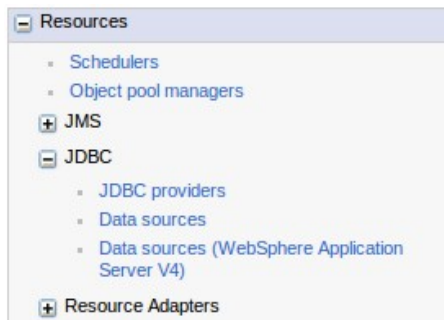 Resources
Schedulers
Object pool managers
JMS
JDBC
JDBC providers
Data sources
Data sources (WebSphere Application
Server V4)
Resource Adapters